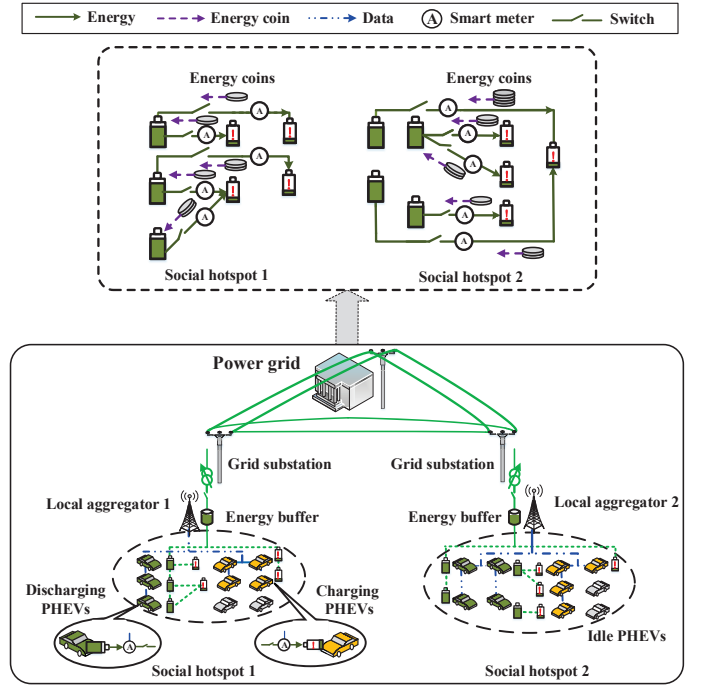 Energy Energy coin Data A Smart meter Switch
Energy coins Energy coins
A A
A A
A A
A
A A
A
A
Social hotspot 1 Social hotspot 2
Power grid
Grid substation Grid substation
Local aggregator 1 Local aggregator 2
Energy buffer Energy buffer
Discharging
PHEVs
Charging
PHEVs
Idle PHEVs
A A
Social hotspot 1 Social hotspot 2